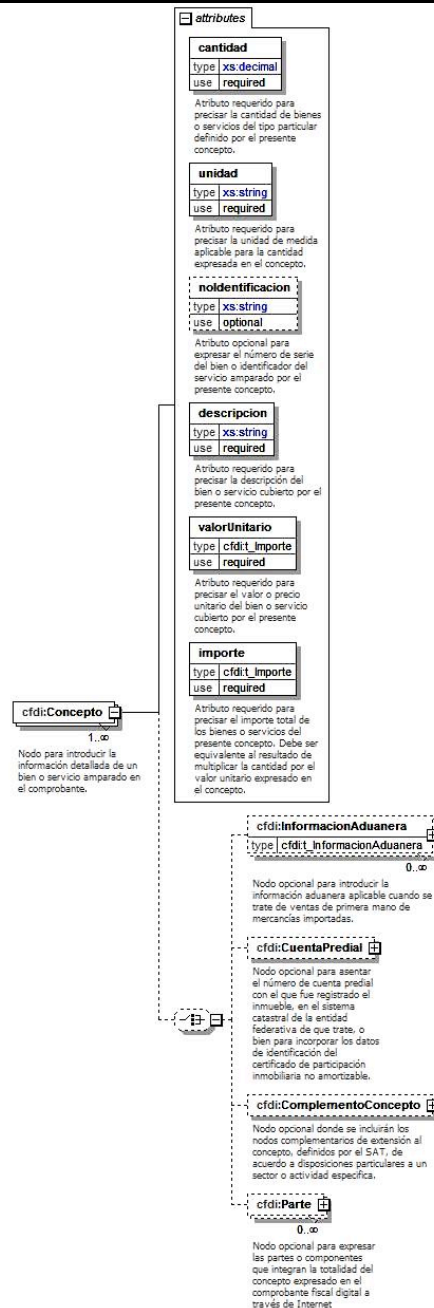 attributes
cantidad
type xs:decimal
use required
Atributo requerido para
precisar la cantidad de bienes
o servicios del tipo particular
definido por el presente
concepto.
unidad
type xs:string
use required
Atributo requerido para
precisar la unidad de medida
aplicable para la cantidad
expresada en el concepto.
noIdentificacion
type xs:string
use optional
Atributo opcional para
expresar el número de serie
del bien o identificador del
servicio amparado por el
presente concepto.
descripcion
type xs:string
use required
Atributo requerido para
precisar la descripción del
bien o servicio cubierto por el
presente concepto.
valorUnitario
type cfdi:t_Importe
use required
Atributo requerido para
precisar el valor o precio
unitario del bien o servicio
cubierto por el presente
concepto.
importe
type cfdi:t_Importe
use required
Atributo requerido para
precisar el importe total de
los bienes o servicios del
presente concepto. Debe ser
equivalente al resultado de
multiplicar la cantidad por el
valor unitario expresado en
el concepto.
cfdi:Concepto
1..∞
Nodo para introducir la
información detallada de un
bien o servicio amparado en
el comprobante.
cfdi:InformacionAduanera
type cfdi:t_InformacionAduanera
0..∞
Nodo opcional para introducir la
información aduanera aplicable cuando se
trate de ventas de primera mano de
mercancías importadas.
cfdi:CuentaPredial
Nodo opcional para asentar
el número de cuenta predial
con el que fue registrado el
inmueble, en el sistema
catastral de la entidad
federativa de que trate, o
bien para incorporar los datos
de identificación del
certificado de participación
inmobiliaria no amortizable.
cfdi:ComplementoConcepto
Nodo opcional donde se incluirán los
nodos complementarios de extensión al
concepto, definidos por el SAT, de
acuerdo a disposiciones particulares a un
sector o actividad especifica.
cfdi:Parte
0..∞
Nodo opcional para expresar
las partes o componentes
que integran la totalidad del
concepto expresado en el
comprobante fiscal digital a
través de Internet